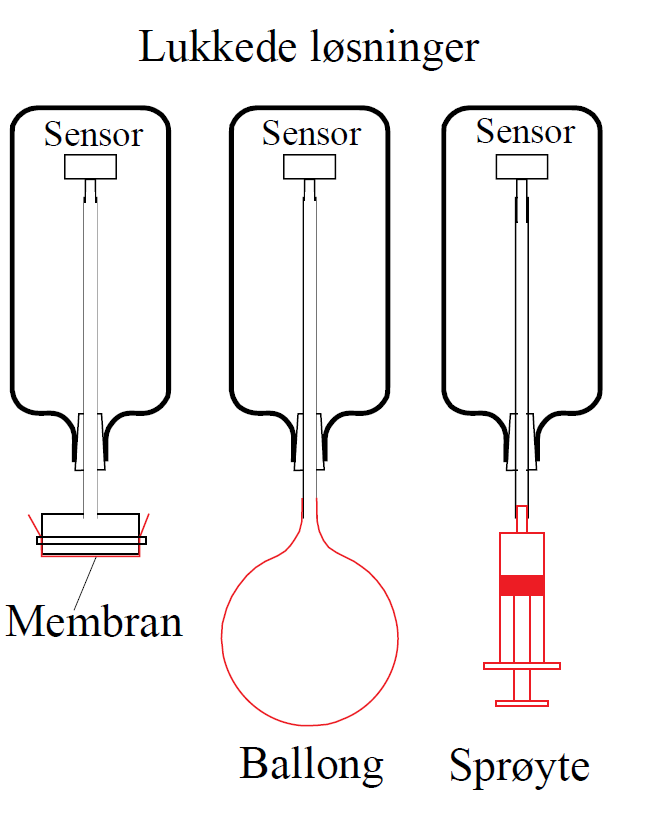 Lukkede løsninger
Sensor
Sensor
Sensor
Membran
Ballong
Sprøyte